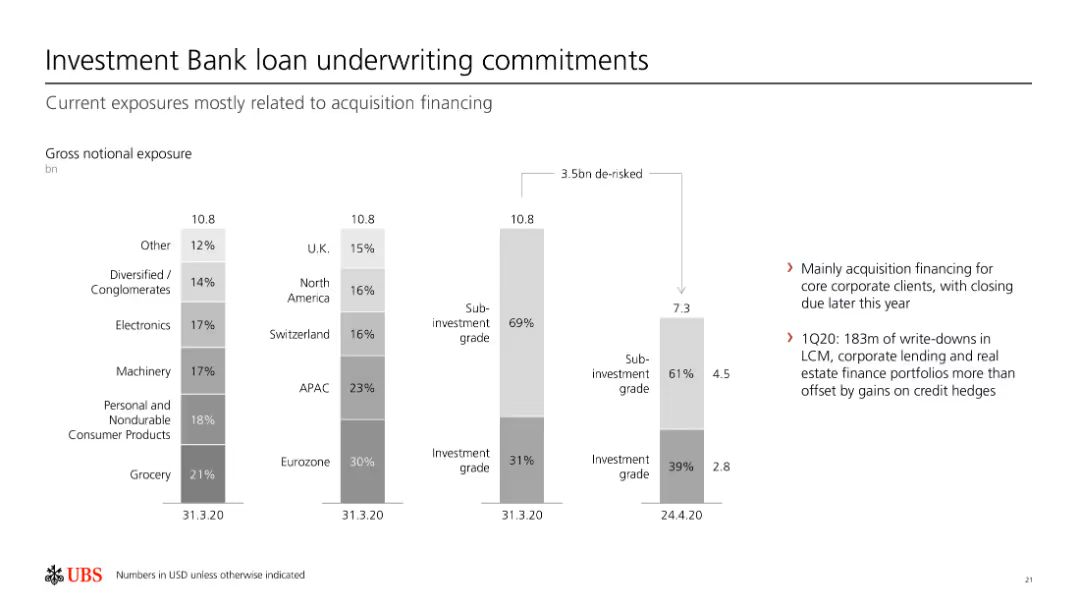 Investment Bank loan underwriting commitments
Current exposures mostly related to acquisition financing
Gross notional exposure
bn
10.8
Other 12%
Diversified /
Conglomerates 14%
Electronics 17%
Machinery 17%
Personal and
Nondurable
Consumer Products 18%
Grocery 21%
31.3.20
10.8
U.K. 15%
North
America 16%
Switzerland 16%
APAC 23%
Eurozone 30%
31.3.20
3.5bn de-risked
10.8
Sub-
investment
grade 69%
Investment
grade 31%
31.3.20
7.3
Sub-
investment
grade 61% 4.5
Investment
grade 39% 2.8
24.4.20
› Mainly acquisition financing for
core corporate clients, with closing
due later this year
› 1Q20: 183m of write-downs in
LCM, corporate lending and real
estate finance portfolios more than
offset by gains on credit hedges
UBS Numbers in USD unless otherwise indicated
21